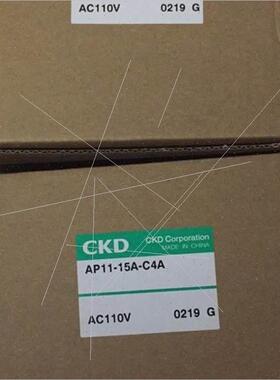 AC110V 0219 G
CKD CKD Corporation
MADE IN CHINA
AP11-15A-C4A
AC110V 0219 G